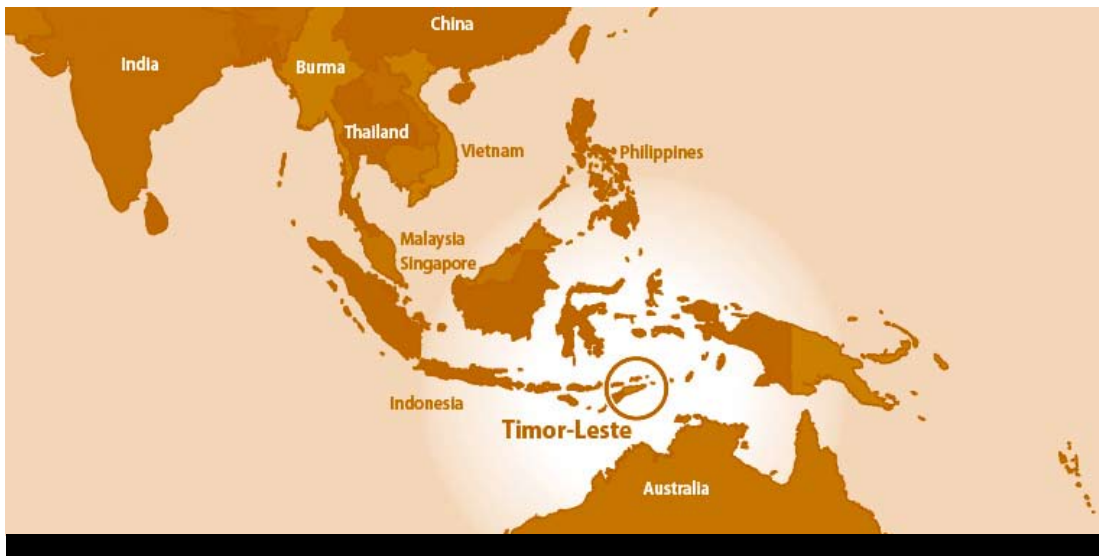 China
India
Burma
Thailand
Vietnam
Philippines
Malaysia
Singapore
Indonesia
Timor-Leste
Australia